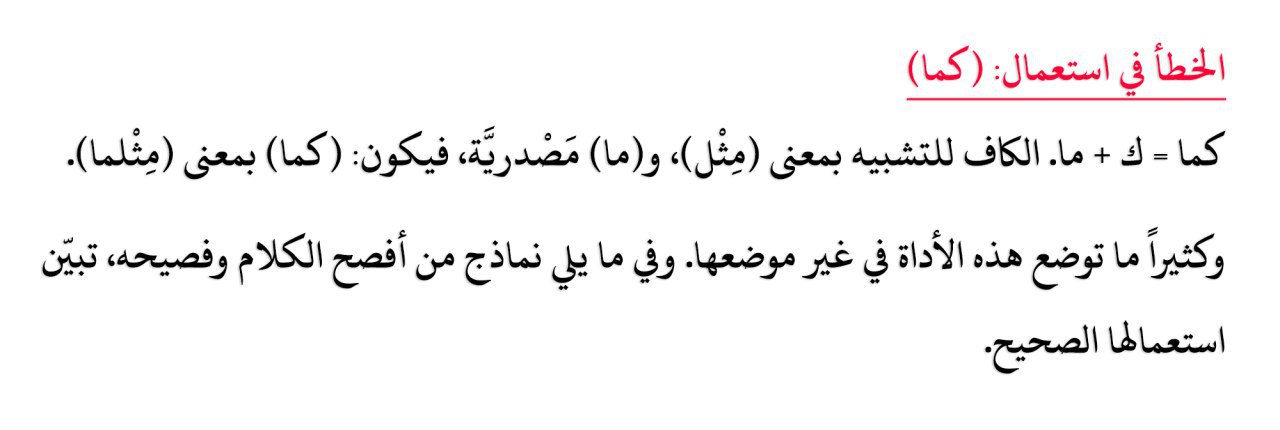 الخطأ في استعمال: (كما)
كما = ك + ما. الكاف للتشبيه بمعنى (مِثْل)، و(ما) مَصْدريَّة، فيكون: (كما) بمعنى (مِثْلما).
وكثيراً ما توضع هذه الأداة في غير موضعها. وفي ما يلي نماذج من أفصح الكلام وفصيحه، تبيّن
استعمالها الصحيح.